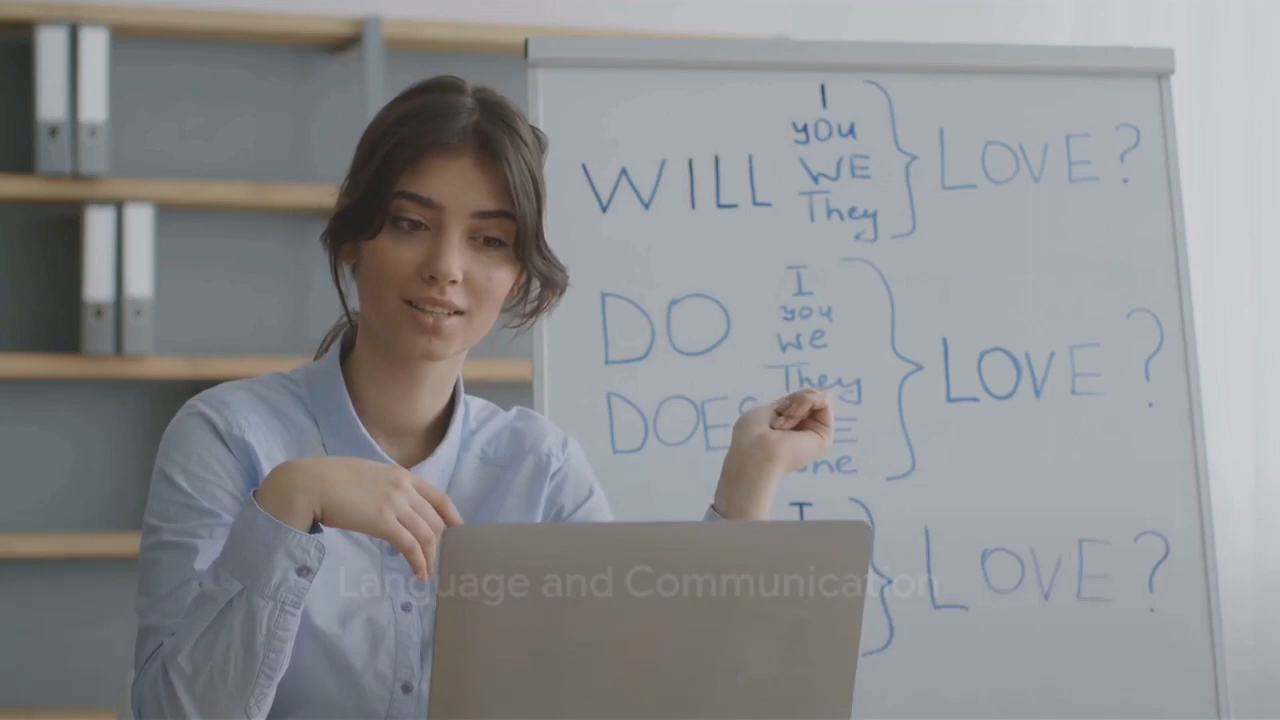 I
you
WILL WE LOVE ?
They
I
you
DO we LOVE ?
They
DOES
I
LOVE ?
Language and Communication